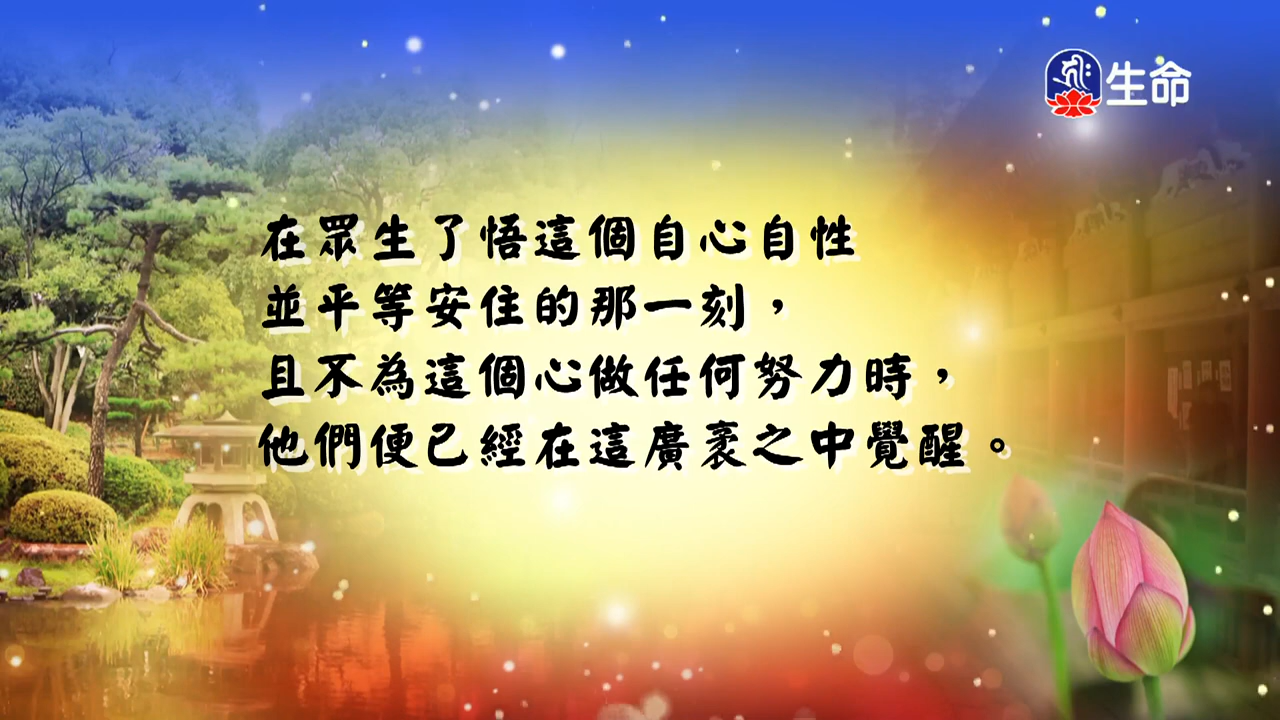 生命
在眾生了悟這個自心自性
並平等安住的那一刻，
且不為這個心做任何努力時，
他們便已經在這廣袤之中覺醒。